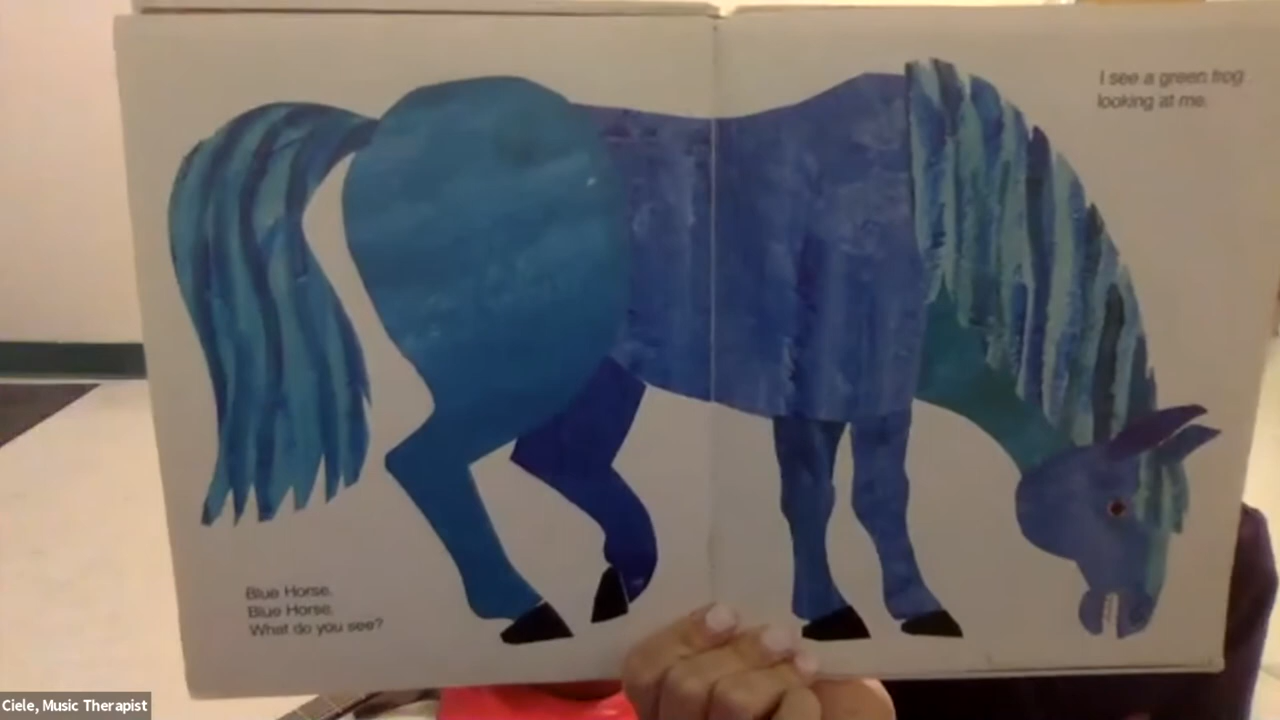 Blue Horse,
Blue Horse,
What do you see?
I see a green frog
looking at me.
Ciele, Music Therapist